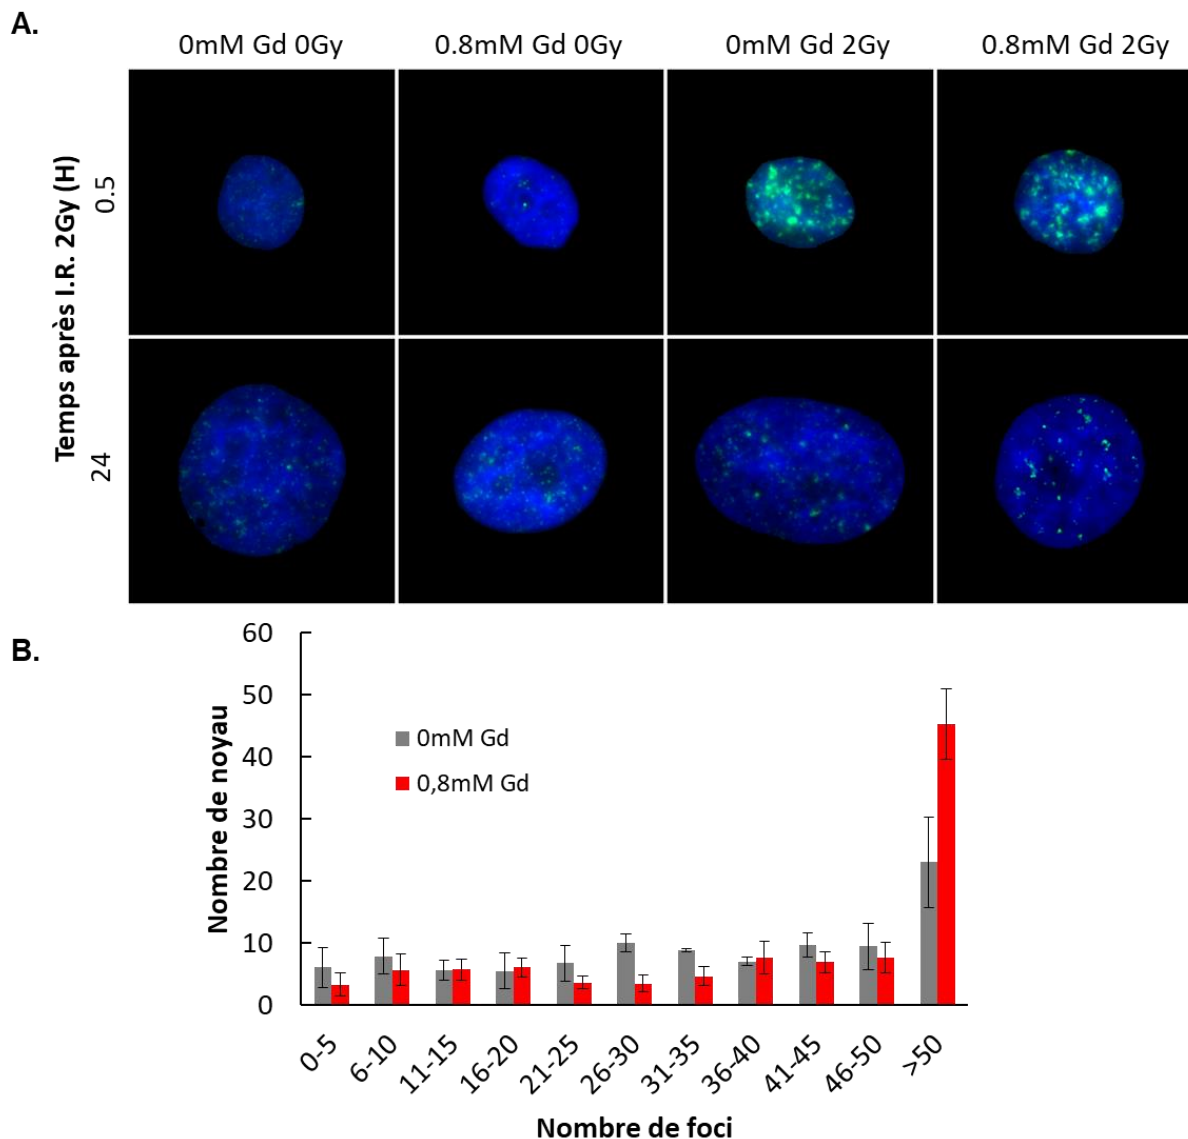 A.
0mM Gd 0Gy
0.8mM Gd 0Gy
0mM Gd 2Gy
0.8mM Gd 2Gy
Temps après I.R. 2Gy (H)
0.5
24
B.
60
50
40
30
20
10
0
Nombre de noyau
0mM Gd
0,8mM Gd
0-5
6-10
11-15
16-20
21-25
26-30
31-35
36-40
41-45
46-50
>50
Nombre de foci